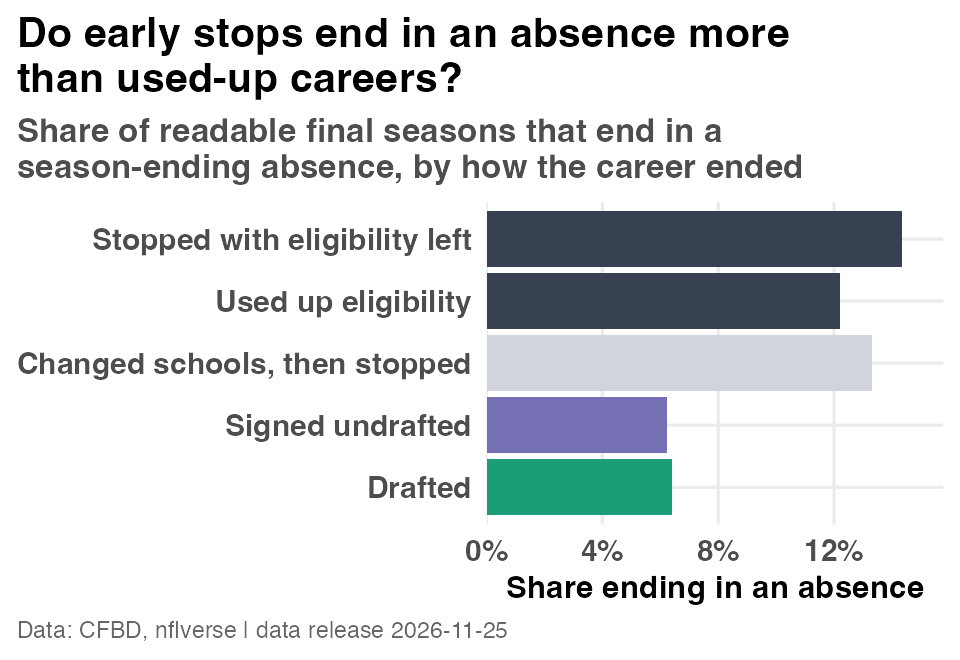 Do early stops end in an absence more
than used-up careers?
Share of readable final seasons that end in a
season-ending absence, by how the career ended
Stopped with eligibility left
Used up eligibility
Changed schools, then stopped
Signed undrafted
Drafted
0% 4% 8% 12%
Share ending in an absence
Data: CFBD, nflverse | data release 2026-11-25